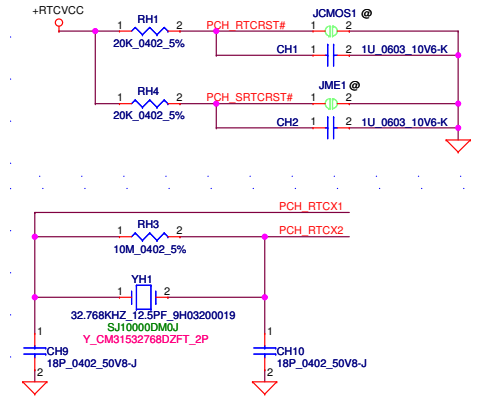 +RTCVCC
RH1
1 2
20K_0402_5%
PCH_RTCRST#
JCMOS1 @
1 2
CH1
1 2
1U_0603_10V6-K
RH4
1 2
20K_0402_5%
PCH_SRTCRST#
JME1 @
1 2
CH2
1 2
1U_0603_10V6-K
PCH_RTCX1
RH3
1 2
10M_0402_5%
PCH_RTCX2
YH1
1 2
32.768KHZ_12.5PF_9H03200019
SJ10000DM0J
Y_CM31532768DZFT_2P
1
CH9
18P_0402_50V8-J
2
1
CH10
18P_0402_50V8-J
2